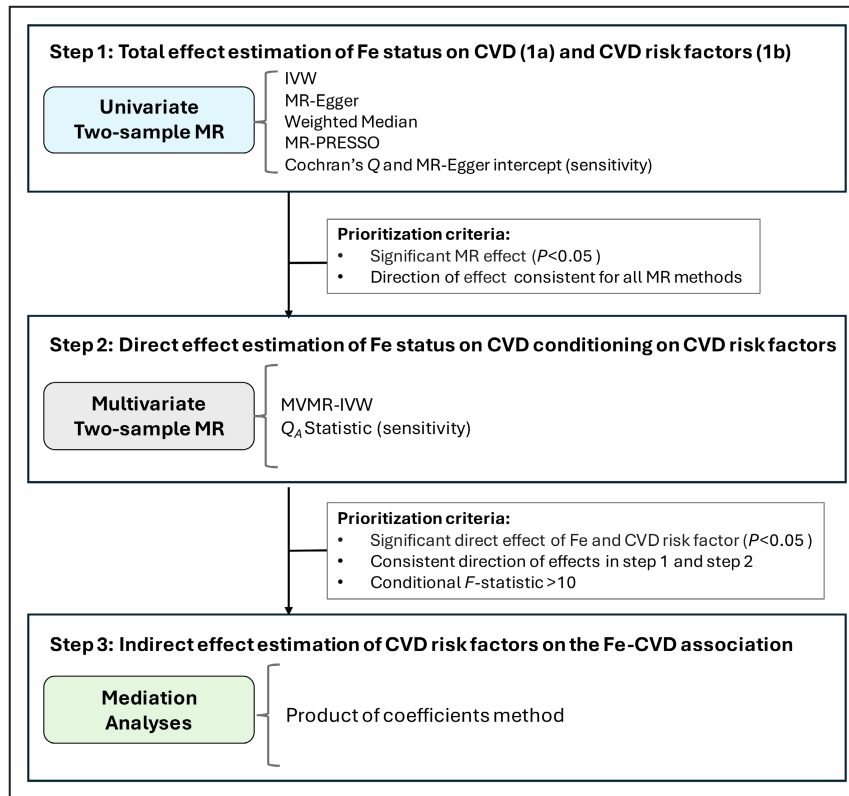 Step 1: Total effect estimation of Fe status on CVD (1a) and CVD risk factors (1b)
Univariate
Two-sample MR
IVW
MR-Egger
Weighted Median
MR-PRESSO
Cochran's Q and MR-Egger intercept (sensitivity)
Prioritization criteria:
• Significant MR effect (P<0.05 )
• Direction of effect consistent for all MR methods
Step 2: Direct effect estimation of Fe status on CVD conditioning on CVD risk factors
Multivariate
Two-sample MR
MVMR-IVW
QA Statistic (sensitivity)
Prioritization criteria:
• Significant direct effect of Fe and CVD risk factor (P<0.05 )
• Consistent direction of effects in step 1 and step 2
• Conditional F-statistic >10
Step 3: Indirect effect estimation of CVD risk factors on the Fe-CVD association
Mediation
Analyses
Product of coefficients method